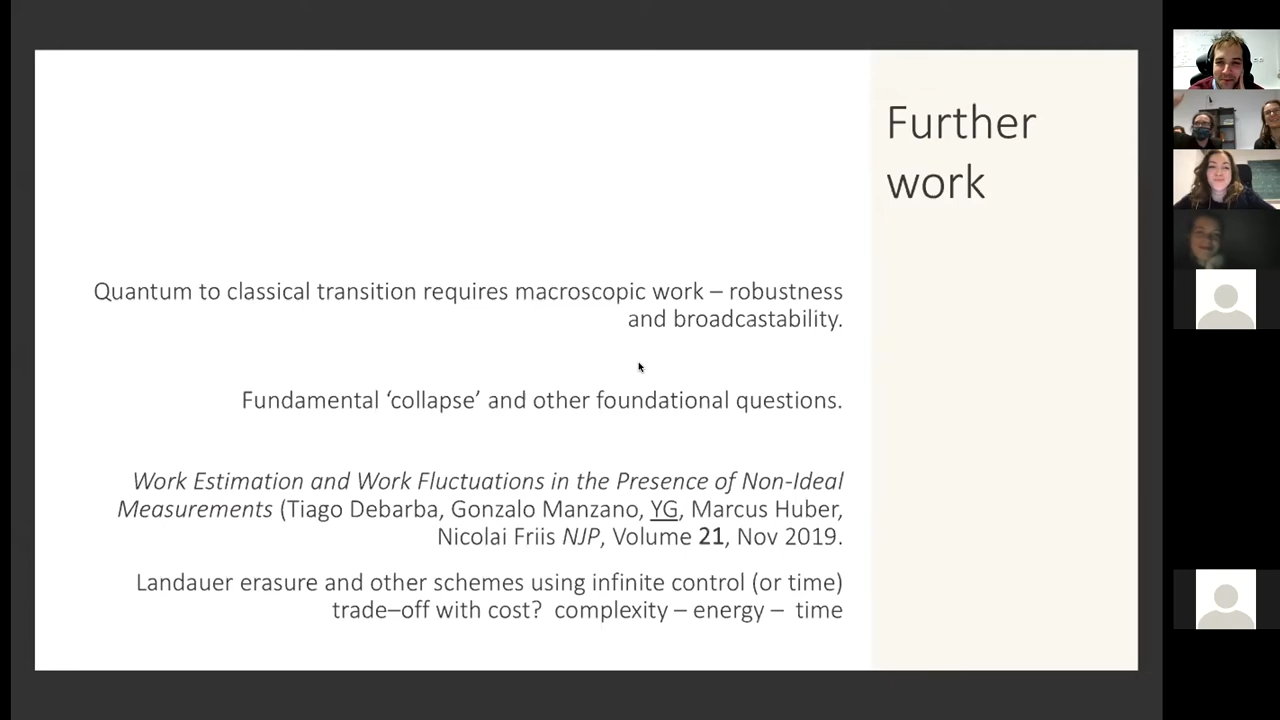 Further
work
Quantum to classical transition requires macroscopic work – robustness
and broadcastability.
Fundamental ‘collapse’ and other foundational questions.
Work Estimation and Work Fluctuations in the Presence of Non-Ideal
Measurements (Tiago Debarba, Gonzalo Manzano, YG, Marcus Huber,
Nicolai Friis NJP, Volume 21, Nov 2019.
Landauer erasure and other schemes using infinite control (or time)
trade–off with cost?  complexity – energy –  time